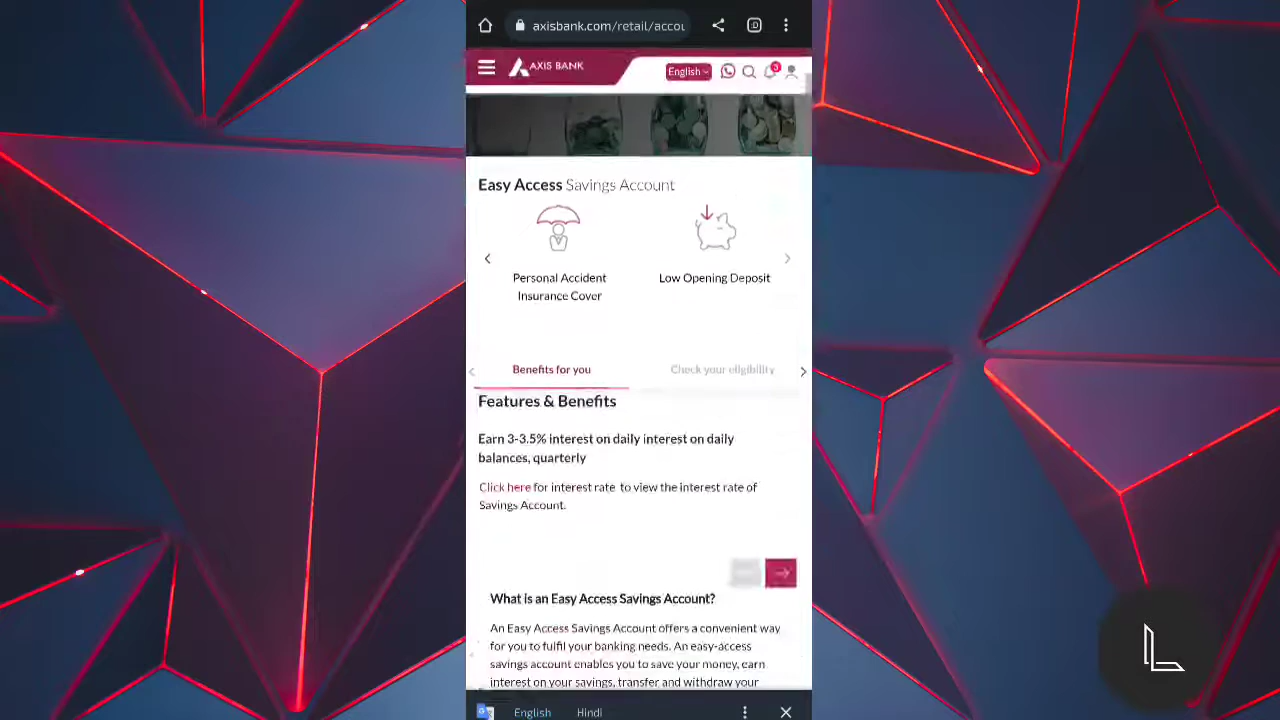 axisbank.com/retail/accou
:D
AXIS BANK
English
3
Easy Access Savings Account
Personal Accident
Insurance Cover
Low Opening Deposit
Benefits for you
Check your eligibility
Features & Benefits
Earn 3-3.5% interest on daily interest on daily
balances, quarterly
Click here for interest rate to view the interest rate of
Savings Account.
What is an Easy Access Savings Account?
An Easy Access Savings Account offers a convenient way
for you to fulfil your banking needs. An easy-access
savings account enables you to save your money, earn
interest on your savings, transfer and withdraw your
English
Hindi